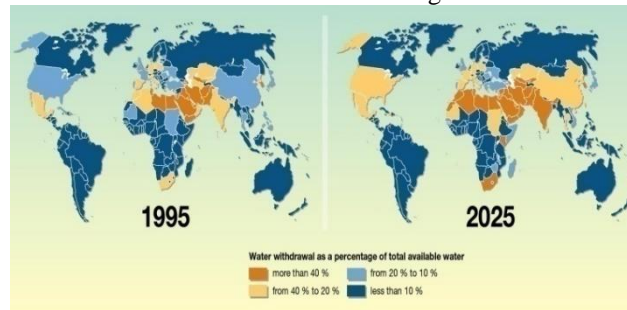 1995
2025
Water withdrawal as a percentage of total available water
more than 40 %
from 20 % to 10 %
from 40 % to 20 %
less than 10 %